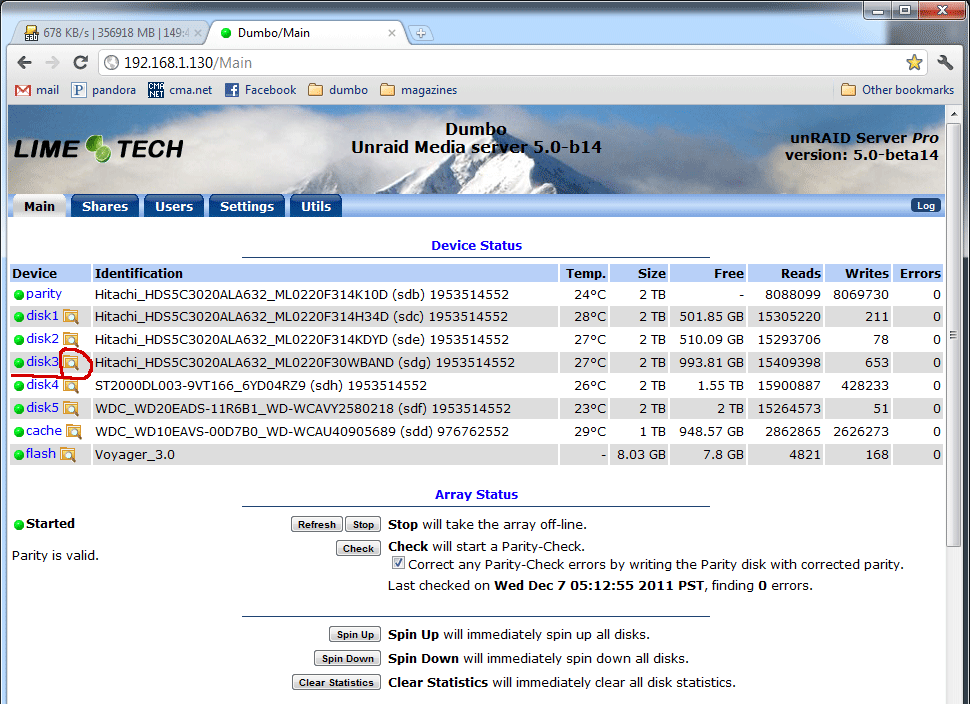 678 KB/s | 356918 MB | 149:4
Dumbo/Main
192.168.1.130/Main
mail pandora cma.net Facebook dumbo magazines Other bookmarks
LIME TECH
Dumbo
Unraid Media server 5.0-b14
unRAID Server Pro
version: 5.0-beta14
Main Shares Users Settings Utils Log
Device Status
Device Identification Temp. Size Free Reads Writes Errors
parity Hitachi_HDS5C3020ALA632_ML0220F314K10D (sdb) 1953514552 24°C 2 TB - 8088099 8069730 0
disk1 Hitachi_HDS5C3020ALA632_ML0220F314H34D (sdc) 1953514552 28°C 2 TB 501.85 GB 15305220 211 0
disk2 Hitachi_HDS5C3020ALA632_ML0220F314KDYD (sde) 1953514552 27°C 2 TB 510.09 GB 15293706 78 0
disk3 Hitachi_HDS5C3020ALA632_ML0220F30WBAND (sdg) 1953514552 27°C 2 TB 993.81 GB 15409398 653 0
disk4 ST2000DL003-9VT166_6YD04RZ9 (sdh) 1953514552 26°C 2 TB 1.55 TB 15900887 428233 0
disk5 WDC_WD20EADS-11R6B1_WD-WCAVY2580218 (sdf) 1953514552 23°C 2 TB 2 TB 15264573 51 0
cache WDC_WD10EAVS-00D7B0_WD-WCAU40905689 (sdd) 976762552 29°C 1 TB 948.57 GB 2862865 2626273 0
flash Voyager_3.0 - 8.03 GB 7.8 GB 4821 168 0
Array Status
Started Refresh Stop Stop will take the array off-line.
Parity is valid. Check Check will start a Parity-Check.
Correct any Parity-Check errors by writing the Parity disk with corrected parity.
Last checked on Wed Dec 7 05:12:55 2011 PST, finding 0 errors.
Spin Up Spin Up will immediately spin up all disks.
Spin Down Spin Down will immediately spin down all disks.
Clear Statistics Clear Statistics will immediately clear all disk statistics.